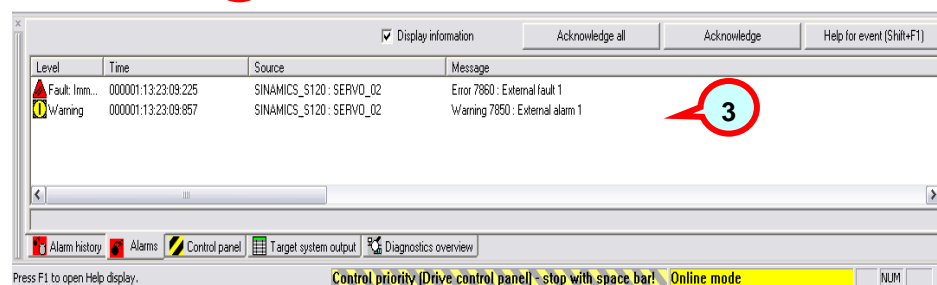 Display information Acknowledge all Acknowledge Help for event (Shift+F1)
Level Time Source Message
Fault: Imm... 000001:13:23:09:225 SINAMICS_S120 : SERVO_02 Error 7860 : External fault 1
Warning 000001:13:23:09:857 SINAMICS_S120 : SERVO_02 Warning 7850 : External alarm 1
3
Alarm history Alarms Control panel Target system output Diagnostics overview
Press F1 to open Help display. Control priority [Drive control panel] - stop with space bar! Online mode NUM